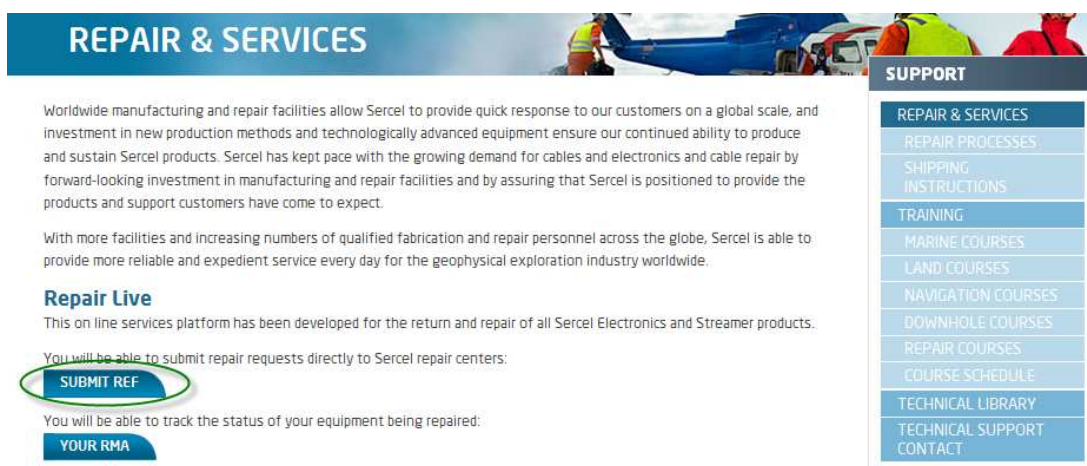 REPAIR & SERVICES
Worldwide manufacturing and repair facilities allow Sercel to provide quick response to our customers on a global scale, and
investment in new production methods and technologically advanced equipment ensure our continued ability to produce
and sustain Sercel products. Sercel has kept pace with the growing demand for cables and electronics and cable repair by
forward-looking investment in manufacturing and repair facilities and by assuring that Sercel is positioned to provide the
products and support customers have come to expect.
With more facilities and increasing numbers of qualified fabrication and repair personnel across the globe, Sercel is able to
provide more reliable and expedient service every day for the geophysical exploration industry worldwide.
Repair Live
This on line services platform has been developed for the return and repair of all Sercel Electronics and Streamer products.
You will be able to submit repair requests directly to Sercel repair centers:
SUBMIT REF
You will be able to track the status of your equipment being repaired:
YOUR RMA
SUPPORT
REPAIR & SERVICES
REPAIR PROCESSES
SHIPPING
INSTRUCTIONS
TRAINING
MARINE COURSES
LAND COURSES
NAVIGATION COURSES
DOWNHOLE COURSES
REPAIR COURSES
COURSE SCHEDULE
TECHNICAL LIBRARY
TECHNICAL SUPPORT
CONTACT